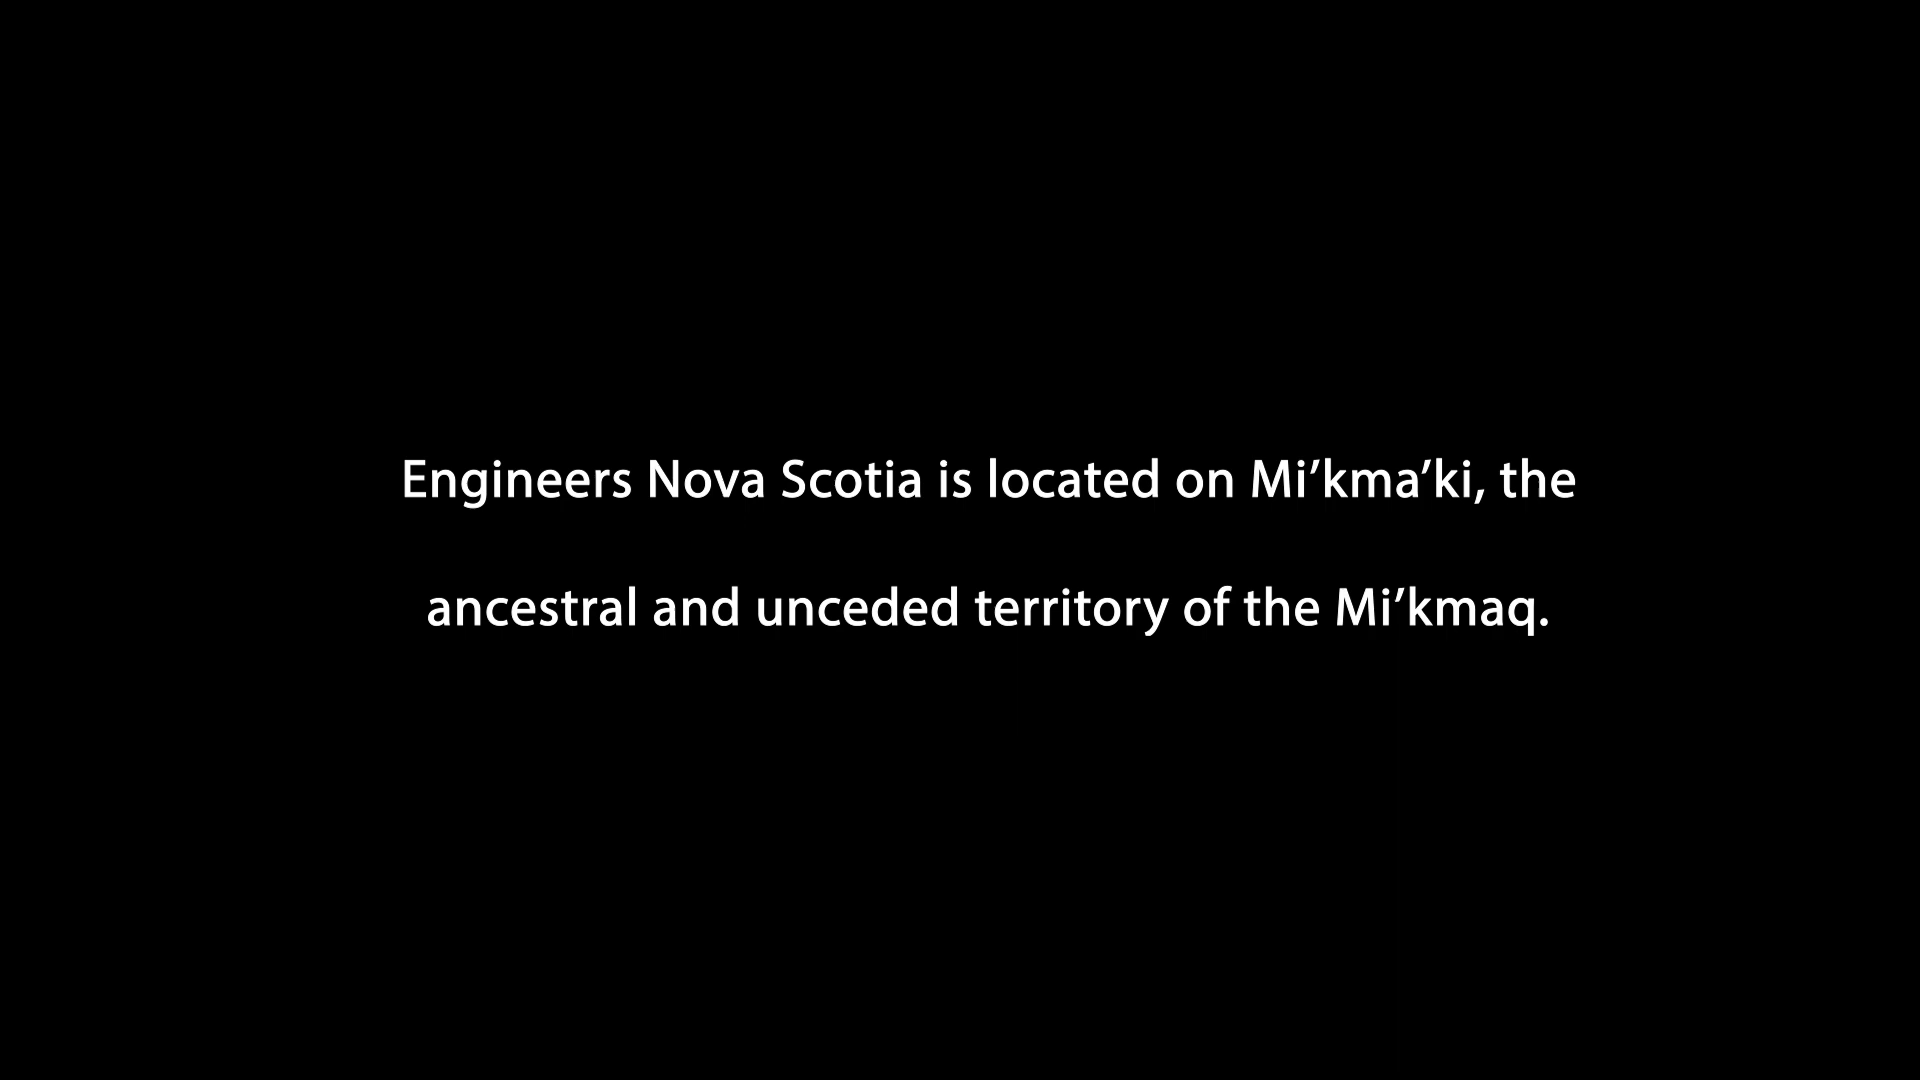 Engineers Nova Scotia is located on Mi’kma’ki, the
ancestral and unceded territory of the Mi’kmaq.